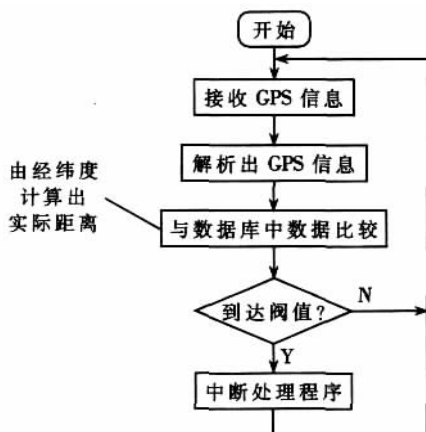 开始
接收 GPS 信息
解析出 GPS 信息
由经纬度
计算出
实际距离
与数据库中数据比较
到达阀值?
N
Y
中断处理程序